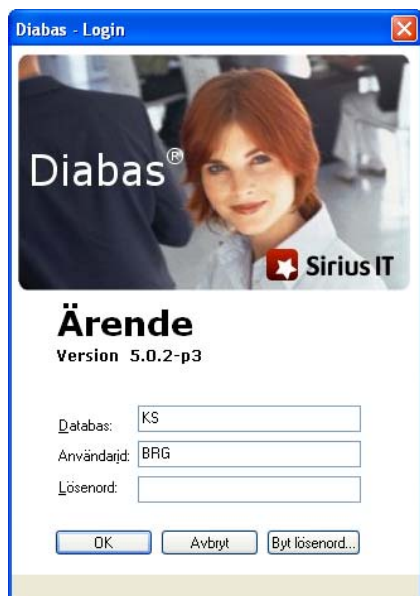 Diabas - Login
Diabas®
Sirius IT
Ärende
Version 5.0.2-p3
Databas: KS
Användarid: BRG
Lösenord:
OK Avbryt Byt lösenord...